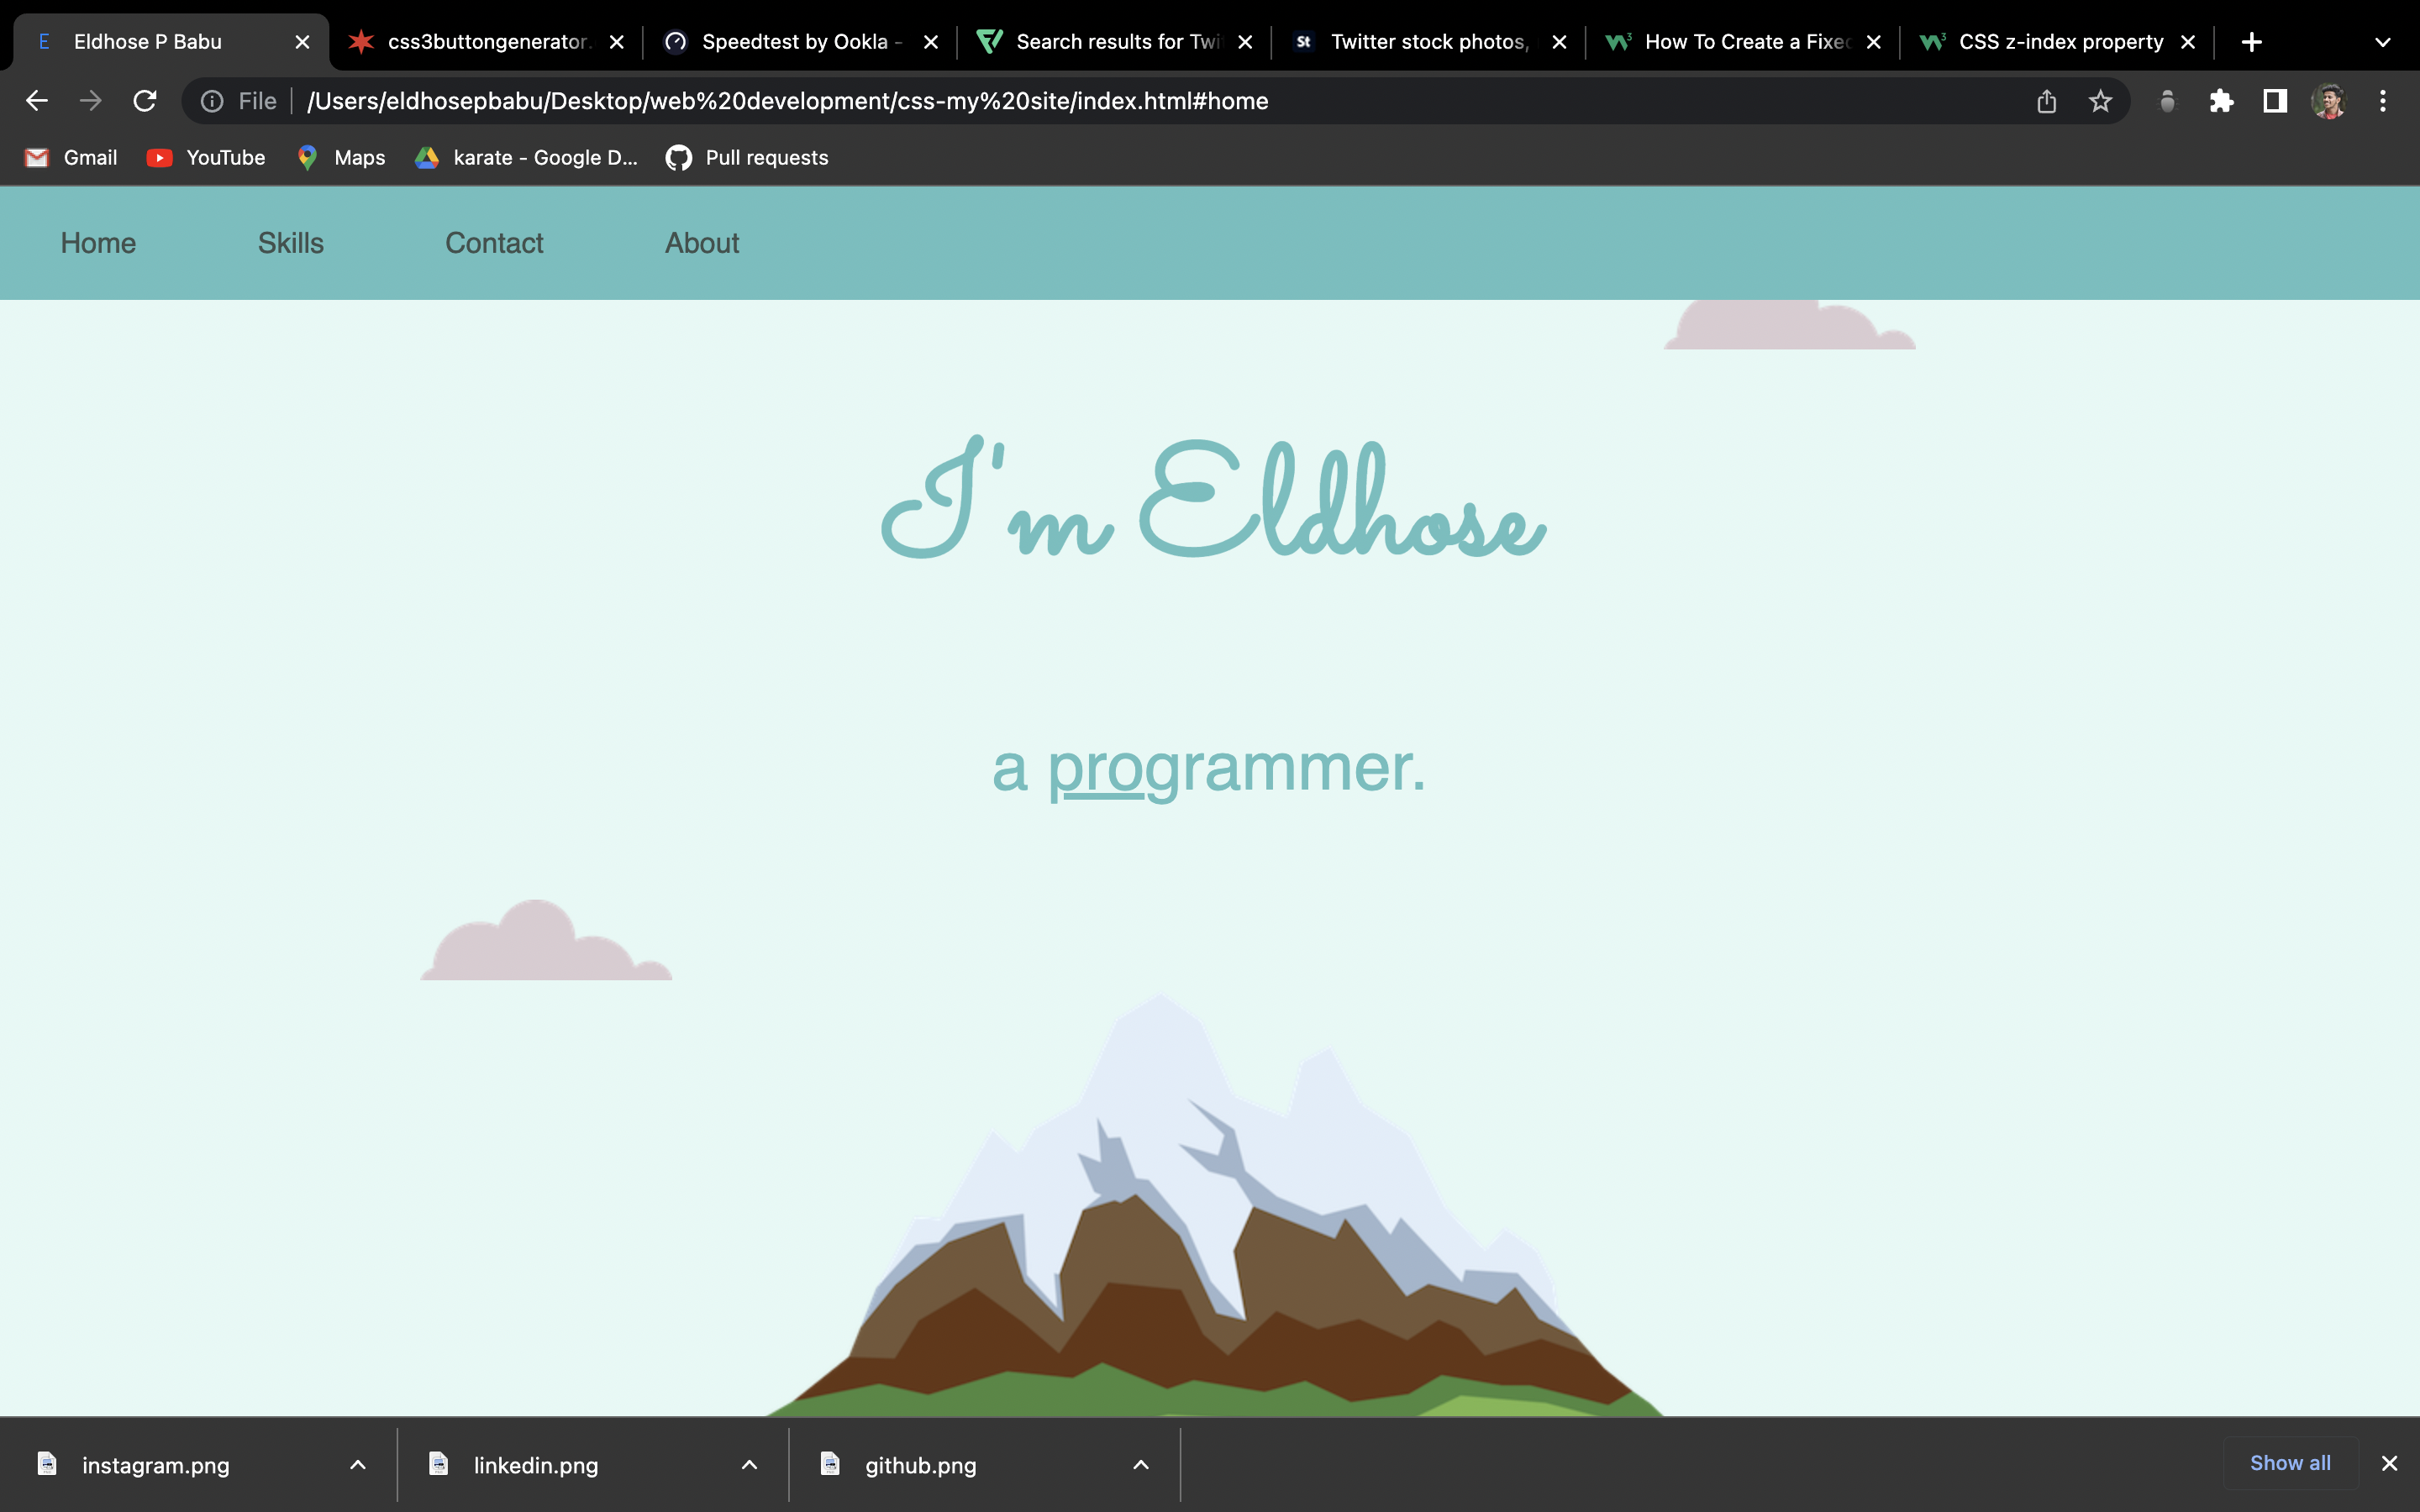 Eldhose P Babu css3buttongenerator. Speedtest by Ookla - Search results for Twi Twitter stock photos, How To Create a Fixed CSS z-index property
File /Users/eldhosepbabu/Desktop/web%20development/css-my%20site/index.html#home
Gmail YouTube Maps karate - Google D... Pull requests
Home Skills Contact About
I'm Eldhose
a programmer.
instagram.png linkedin.png github.png Show all